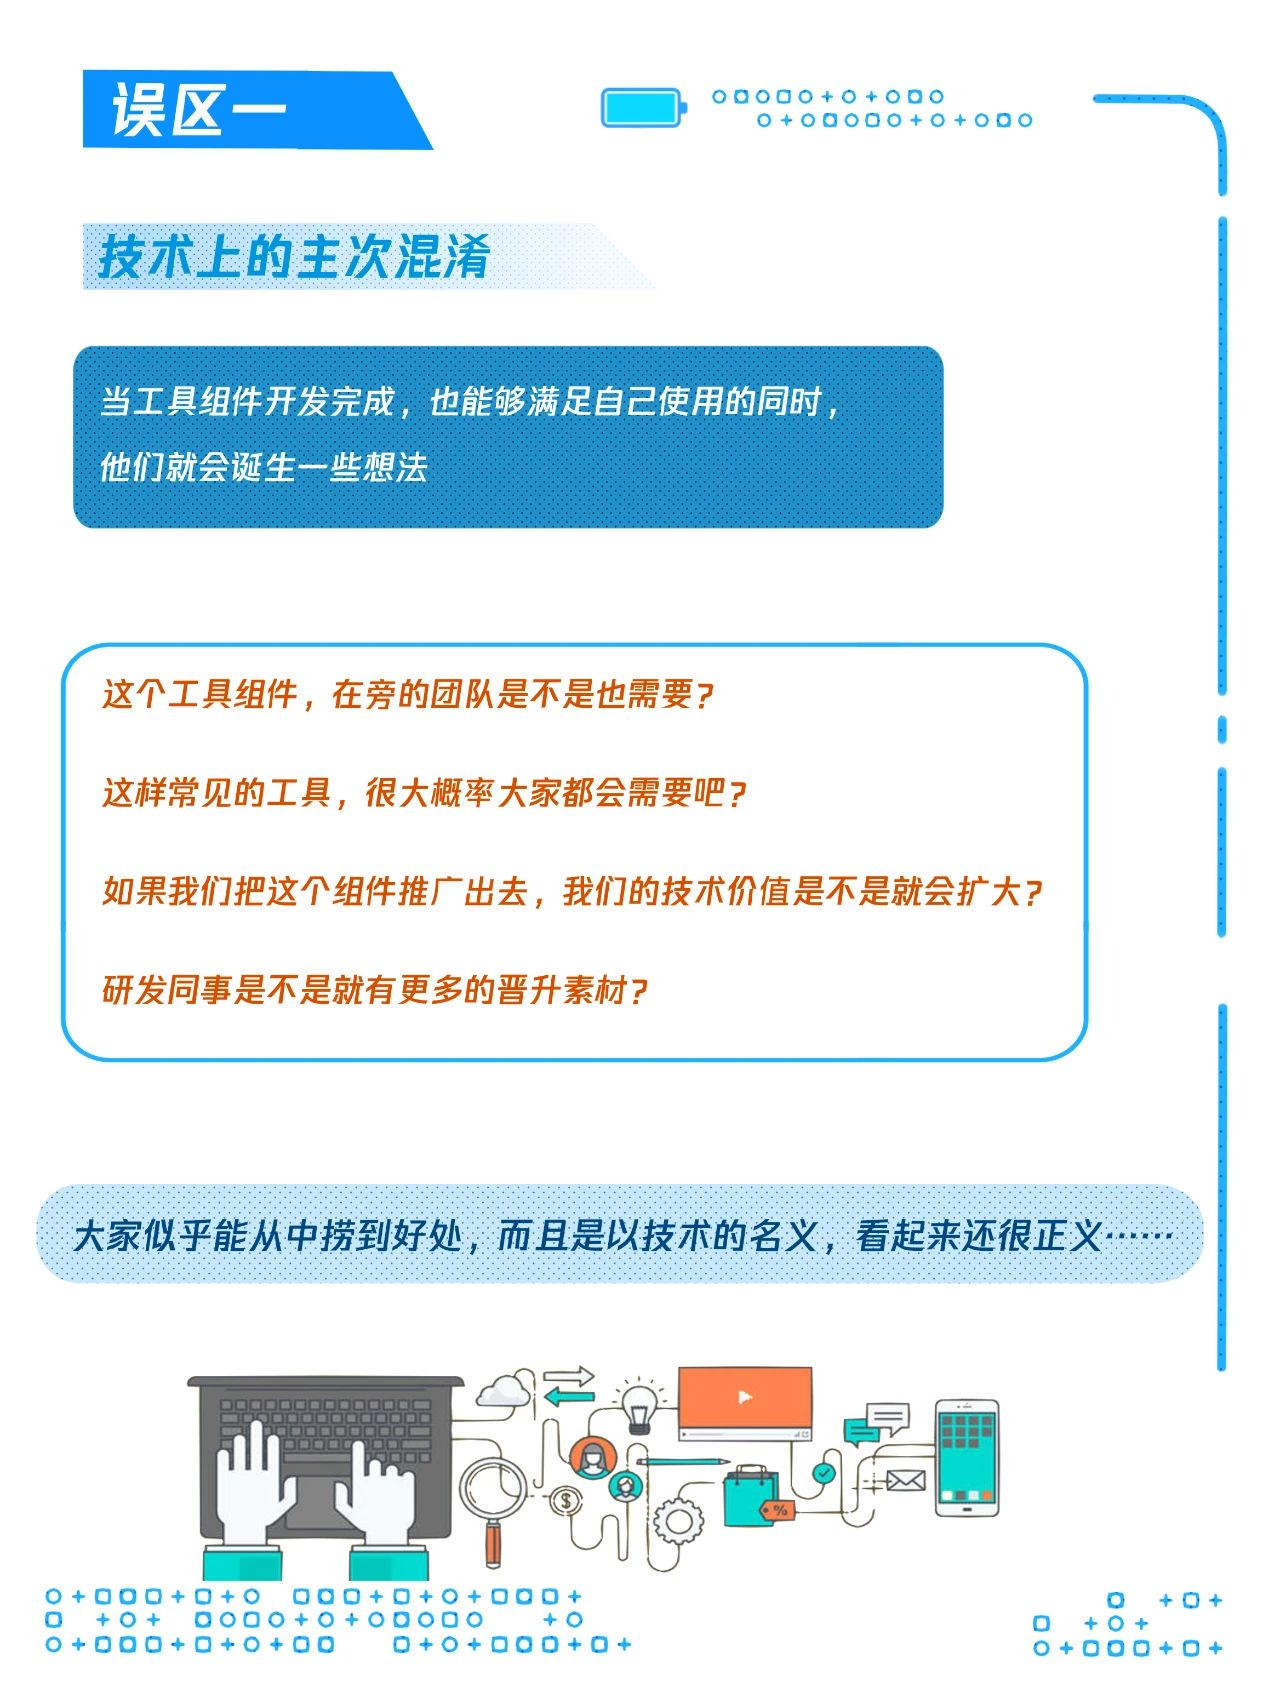 误区一
技术上的主次混淆
当工具组件开发完成，也能够满足自己使用的同时，
他们就会诞生一些想法
这个工具组件，在旁的团队是不是也需要？
这样常见的工具，很大概率大家都会需要吧？
如果我们把这个组件推广出去，我们的技术价值是不是就会扩大？
研发同事是不是就有更多的晋升素材？
大家似乎能从中捞到好处，而且是以技术的名义，看起来还很正义……
$
%